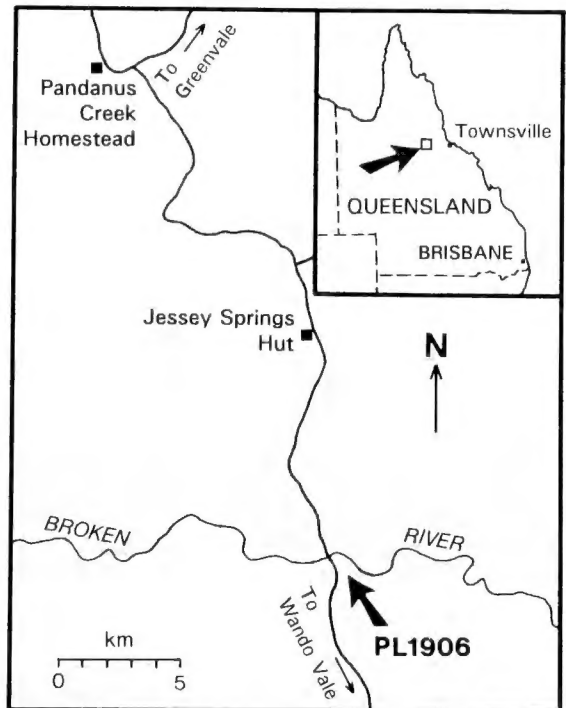 To
Greenvale
Pandanus
Creek
Homestead
Townsville
QUEENSLAND
BRISBANE
Jessey Springs
Hut
N
BROKEN
RIVER
To
Wando Vale
PL1906
km
0 5